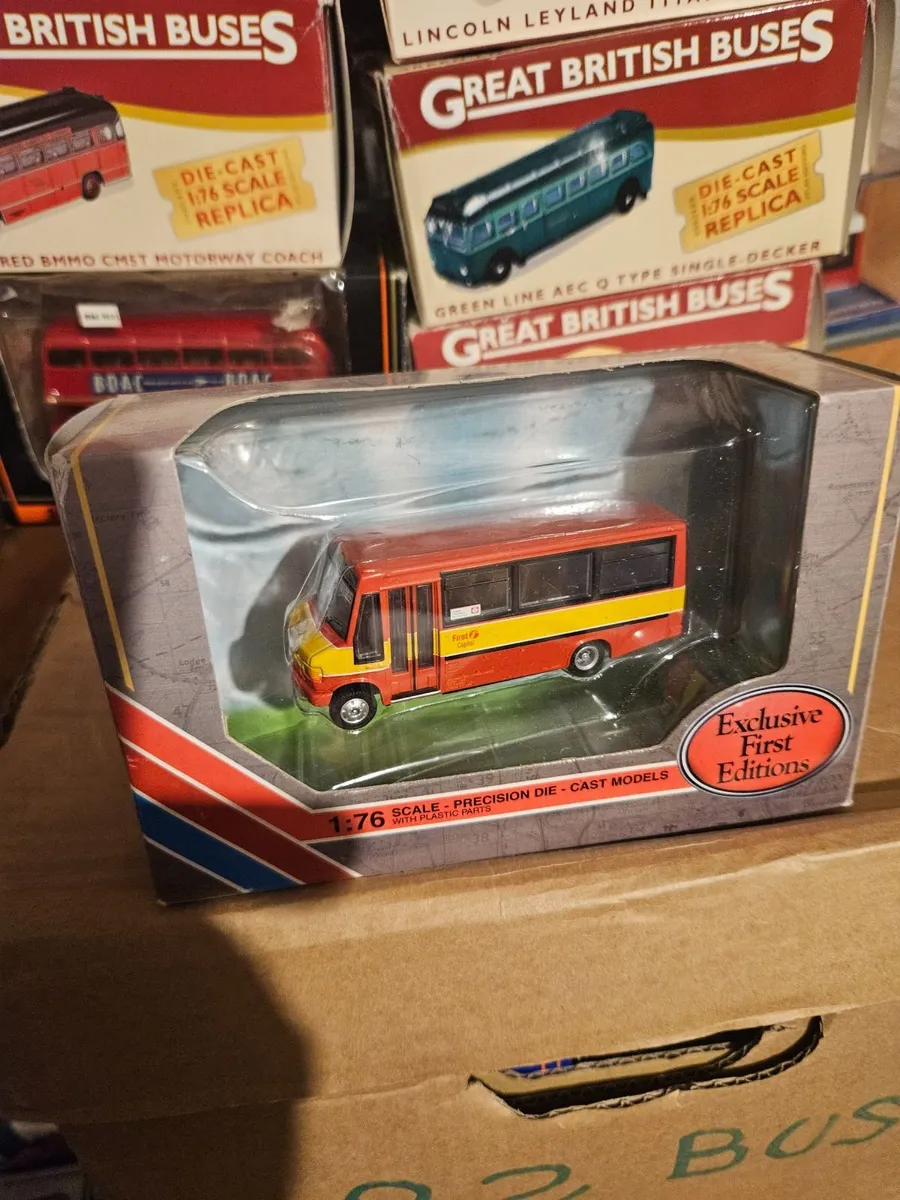 BRITISH BUSES
DIE-CAST
1:76 SCALE
REPLICA
RED BMMO CM5T MOTORWAY COACH
LINCOLN LEYLAND TITAN
GREAT BRITISH BUSES
DIE-CAST
1:76 SCALE
REPLICA
GREEN LINE AEC Q TYPE SINGLE-DECKER
GREAT BRITISH BUSES
BOAC
BOAC
First
Capital
Exclusive
First
Editions
1:76 SCALE - PRECISION DIE - CAST MODELS
WITH PLASTIC PARTS
BUS